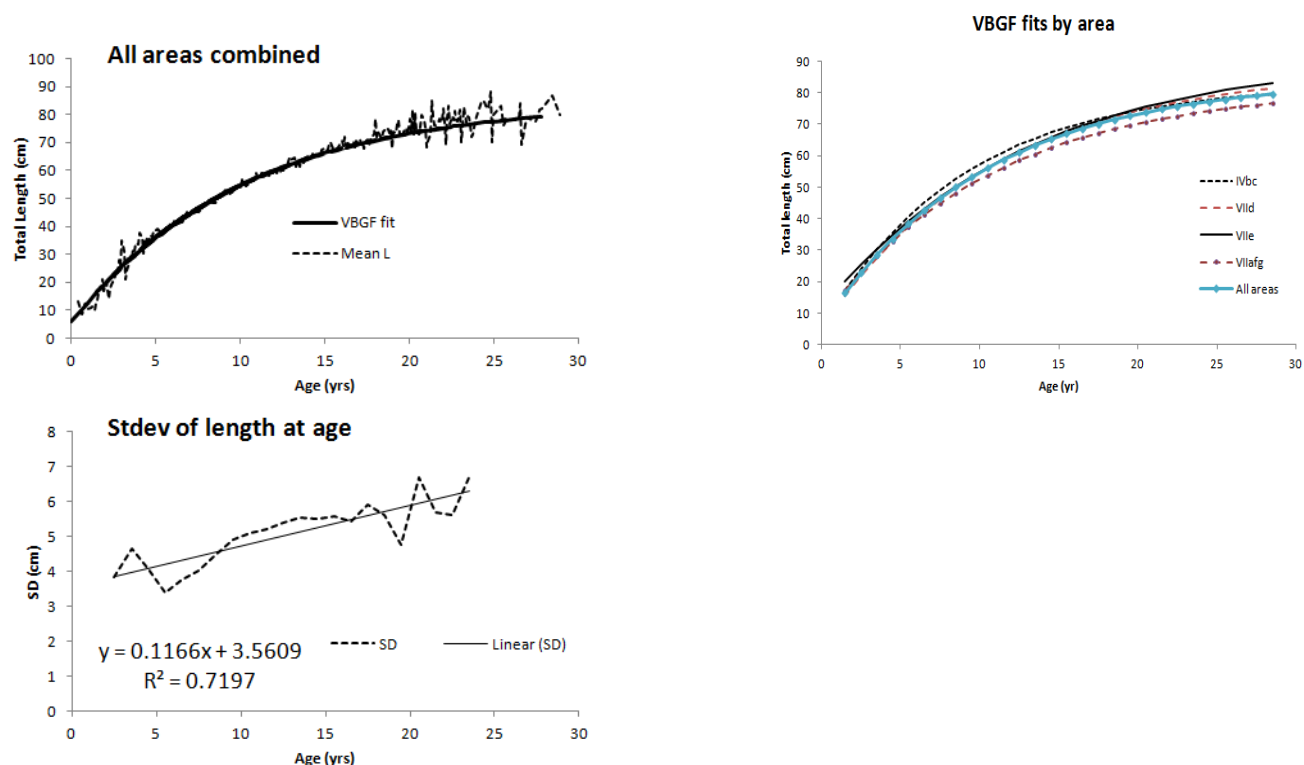 All areas combined
100
90
80
70
60
50
40
30
20
10
0
Total Length (cm)
VBGF fit
Mean L
0 5 10 15 20 25 30
Age (yrs)
VBGF fits by area
90
80
70
60
50
40
30
20
10
0
Total length (cm)
IVbc
VIId
VIIe
VIIafg
All areas
0 5 10 15 20 25 30
Age (yr)
Stdev of length at age
8
7
6
5
4
3
2
1
0
SD (cm)
y = 0.1166x + 3.5609
R² = 0.7197
SD
Linear (SD)
0 5 10 15 20 25 30
Age (yrs)